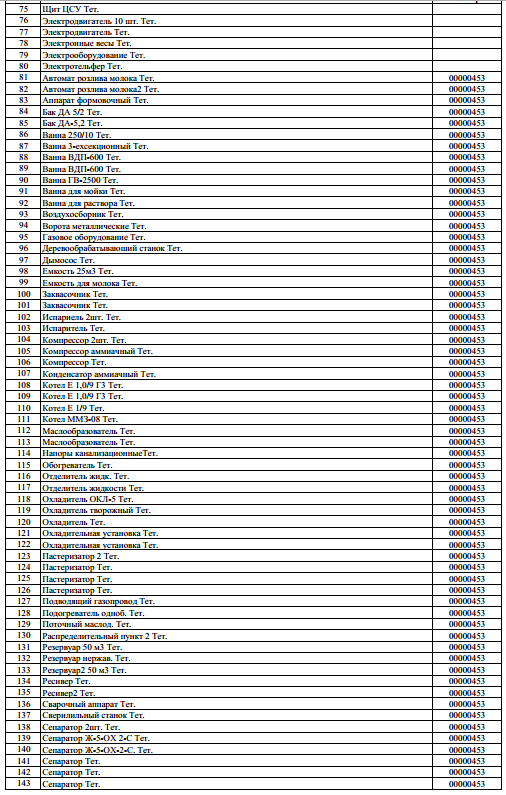 75 Щит ЦСУ Тет.
76 Электродвигатель 10 шт. Тет.
77 Электродвигатель Тет.
78 Электронные весы Тет.
79 Электрооборудование Тет.
80 Электротельфер Тет.
81 Автомат розлива молока Тет. 00000453
82 Автомат розлива молока2 Тет. 00000453
83 Аппарат формовочный Тет. 00000453
84 Бак ДА 5/2 Тет. 00000453
85 Бак ДА-5,2 Тет. 00000453
86 Ванна 250/10 Тет. 00000453
87 Ванна 3-ехсекционный Тет. 00000453
88 Ванна ВДП-600 Тет. 00000453
89 Ванна ВДП-600 Тет. 00000453
90 Ванна ГВ-2500 Тет. 00000453
91 Ванна для мойки Тет. 00000453
92 Ванна для раствора Тет. 00000453
93 Воздухосборник Тет. 00000453
94 Ворота металлические Тет. 00000453
95 Газовое оборудование Тет. 00000453
96 Деревообрабатывающий станок Тет. 00000453
97 Дымосос Тет. 00000453
98 Емкость 25м3 Тет. 00000453
99 Емкость для молока Тет. 00000453
100 Заквасочник Тет. 00000453
101 Заквасочник Тет. 00000453
102 Испариель 2шт. Тет. 00000453
103 Испаритель Тет. 00000453
104 Компрессор 2шт. Тет. 00000453
105 Компрессор аммиачный Тет. 00000453
106 Компрессор Тет. 00000453
107 Конденсатор аммиачный Тет. 00000453
108 Котел Е 1,0/9 ГЗ Тет. 00000453
109 Котел Е 1,0/9 ГЗ Тет. 00000453
110 Котел Е 1/9 Тет. 00000453
111 Котел ММЗ-08 Тет. 00000453
112 Маслообразователь Тет. 00000453
113 Маслообразователь Тет. 00000453
114 Напоры канализационныеТет. 00000453
115 Обогреватель Тет. 00000453
116 Отделитель жидк. Тет. 00000453
117 Отделитель жидкости Тет. 00000453
118 Охладитель ОКЛ-5 Тет. 00000453
119 Охладитель творожный Тет. 00000453
120 Охладитель Тет. 00000453
121 Охладительная установка Тет. 00000453
122 Охладительная установка Тет. 00000453
123 Пастеризатор 2 Тет. 00000453
124 Пастеризатор Тет. 00000453
125 Пастеризатор Тет. 00000453
126 Пастеризатор Тет. 00000453
127 Подводящий газопровод Тет. 00000453
128 Подогреватель одноб. Тет. 00000453
129 Поточный маслод. Тет. 00000453
130 Распределительный пункт 2 Тет. 00000453
131 Резервуар 50 м3 Тет. 00000453
132 Резервуар нержав. Тет. 00000453
133 Резервуар2 50 м3 Тет. 00000453
134 Ресивер Тет. 00000453
135 Ресивер2 Тет. 00000453
136 Сварочный аппарат Тет. 00000453
137 Сверилильный станок Тет. 00000453
138 Сепаратор 2шт. Тет. 00000453
139 Сепаратор Ж-5-ОХ 2-С Тет. 00000453
140 Сепаратор Ж-5-ОХ-2-С. Тет. 00000453
141 Сепаратор Тет. 00000453
142 Сепаратор Тет. 00000453
143 Сепаратор Тет. 00000453